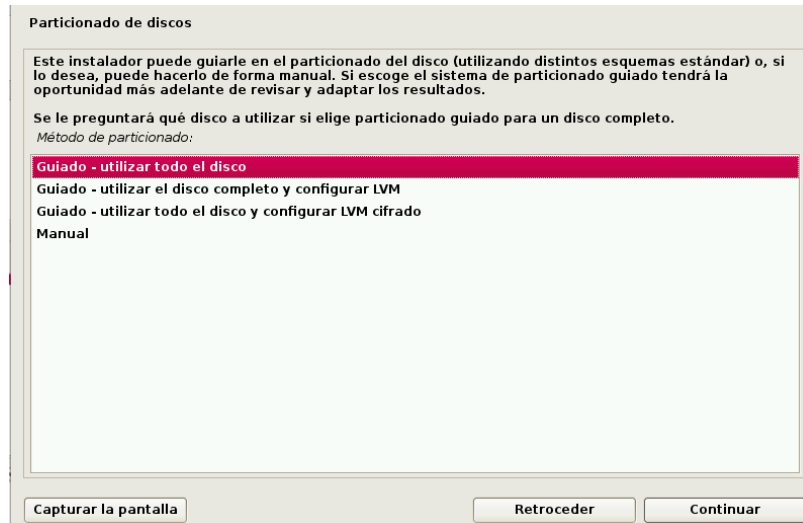 Particionado de discos
Este instalador puede guiarle en el particionado del disco (utilizando distintos esquemas estándar) o, si
lo desea, puede hacerlo de forma manual. Si escoge el sistema de particionado guiado tendrá la
oportunidad más adelante de revisar y adaptar los resultados.
Se le preguntará qué disco a utilizar si elige particionado guiado para un disco completo.
Método de particionado:
Guiado - utilizar todo el disco
Guiado - utilizar el disco completo y configurar LVM
Guiado - utilizar todo el disco y configurar LVM cifrado
Manual
Capturar la pantalla
Retroceder
Continuar